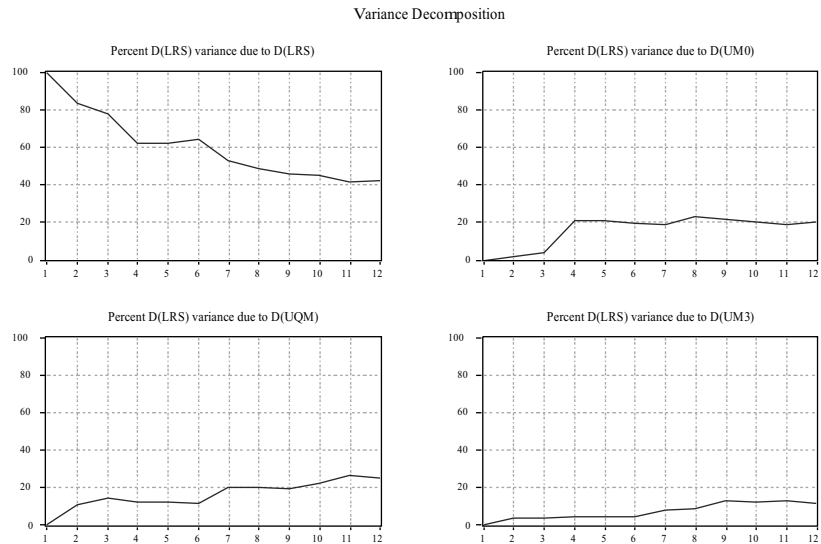 Variance Decomposition
Percent D(LRS) variance due to D(LRS)
100
80
60
40
20
0
1 2 3 4 5 6 7 8 9 10 11 12
Percent D(LRS) variance due to D(UM0)
100
80
60
40
20
0
1 2 3 4 5 6 7 8 9 10 11 12
Percent D(LRS) variance due to D(UQM)
100
80
60
40
20
0
1 2 3 4 5 6 7 8 9 10 11 12
Percent D(LRS) variance due to D(UM3)
100
80
60
40
20
0
1 2 3 4 5 6 7 8 9 10 11 12